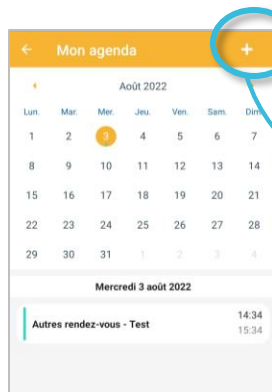 ← Mon agenda +
Août 2022
Lun. Mar. Mer. Jeu. Ven. Sam. Dim
1 2 3 4 5 6 7
8 9 10 11 12 13 14
15 16 17 18 19 20 21
22 23 24 25 26 27 28
29 30 31 1 2 3 4
Mercredi 3 août 2022
Autres rendez-vous - Test 14:34
15:34